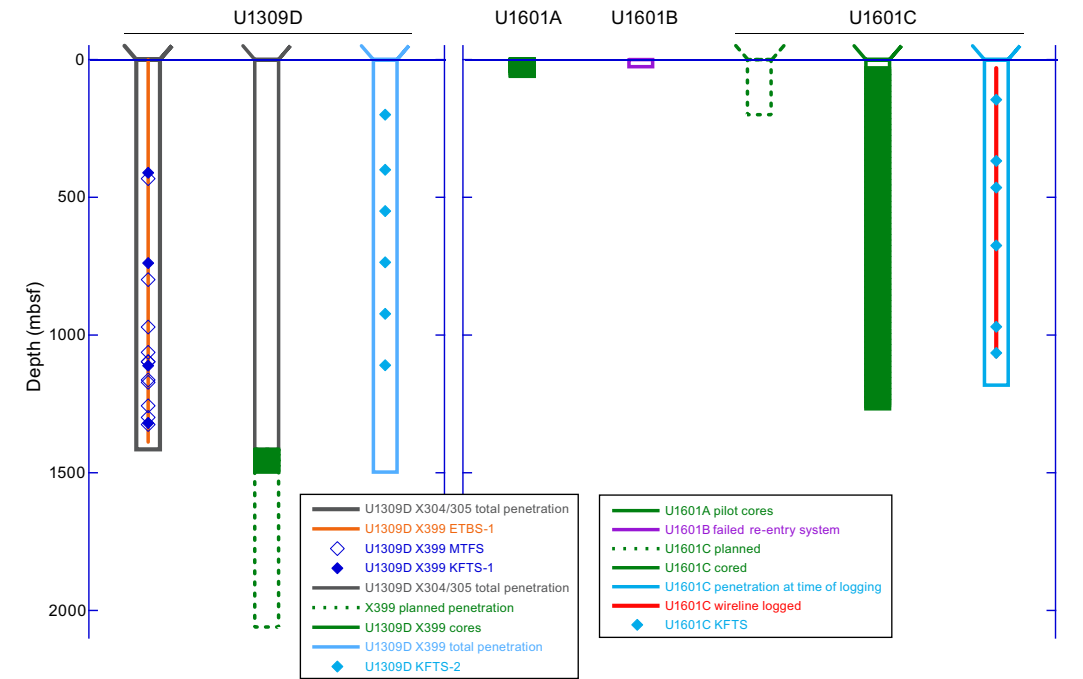 U1309D
U1601A
U1601B
U1601C
0
500
1000
1500
2000
Depth (mbsf)
U1309D X304/305 total penetration
U1309D X399 ETBS-1
U1309D X399 MTFS
U1309D X399 KFTS-1
U1309D X304/305 total penetration
X399 planned penetration
U1309D X399 cores
U1309D X399 total penetration
U1309D KFTS-2
U1601A pilot cores
U1601B failed re-entry system
U1601C planned
U1601C cored
U1601C penetration at time of logging
U1601C wireline logged
U1601C KFTS